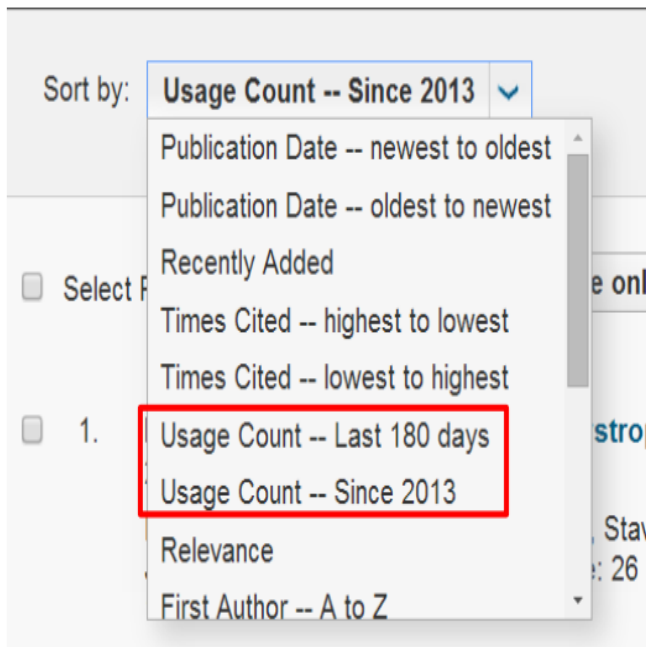 Sort by: Usage Count -- Since 2013
Publication Date -- newest to oldest
Publication Date -- oldest to newest
Recently Added
Select
Times Cited -- highest to lowest
Times Cited -- lowest to highest
1.
Usage Count -- Last 180 days
Usage Count -- Since 2013
Relevance
: 26
First Author -- A to Z